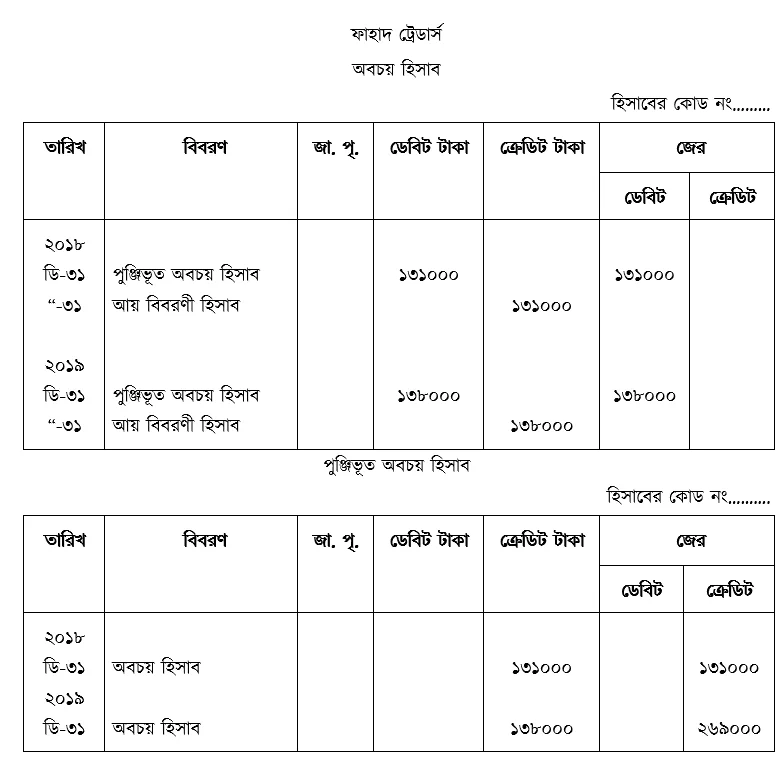 ফাহাদ ট্রেডার্স
অবচয় হিসাব
হিসাবের কোড নং.........
তারিখ বিবরণ জা. পৃ. ডেবিট টাকা ক্রেডিট টাকা জের
ডেবিট ক্রেডিট
২০১৮
ডি-৩১ পুঞ্জিভূত অবচয় হিসাব ১৩১০০০ ১৩১০০০
“-৩১ আয় বিবরণী হিসাব ১৩১০০০
২০১৯
ডি-৩১ পুঞ্জিভূত অবচয় হিসাব ১৩৮০০০ ১৩৮০০০
“-৩১ আয় বিবরণী হিসাব ১৩৮০০০
পুঞ্জিভূত অবচয় হিসাব
হিসাবের কোড নং..........
তারিখ বিবরণ জা. পৃ. ডেবিট টাকা ক্রেডিট টাকা জের
ডেবিট ক্রেডিট
২০১৮
ডি-৩১ অবচয় হিসাব ১৩১০০০ ১৩১০০০
২০১৯
ডি-৩১ অবচয় হিসাব ১৩৮০০০ ২৬৯০০০